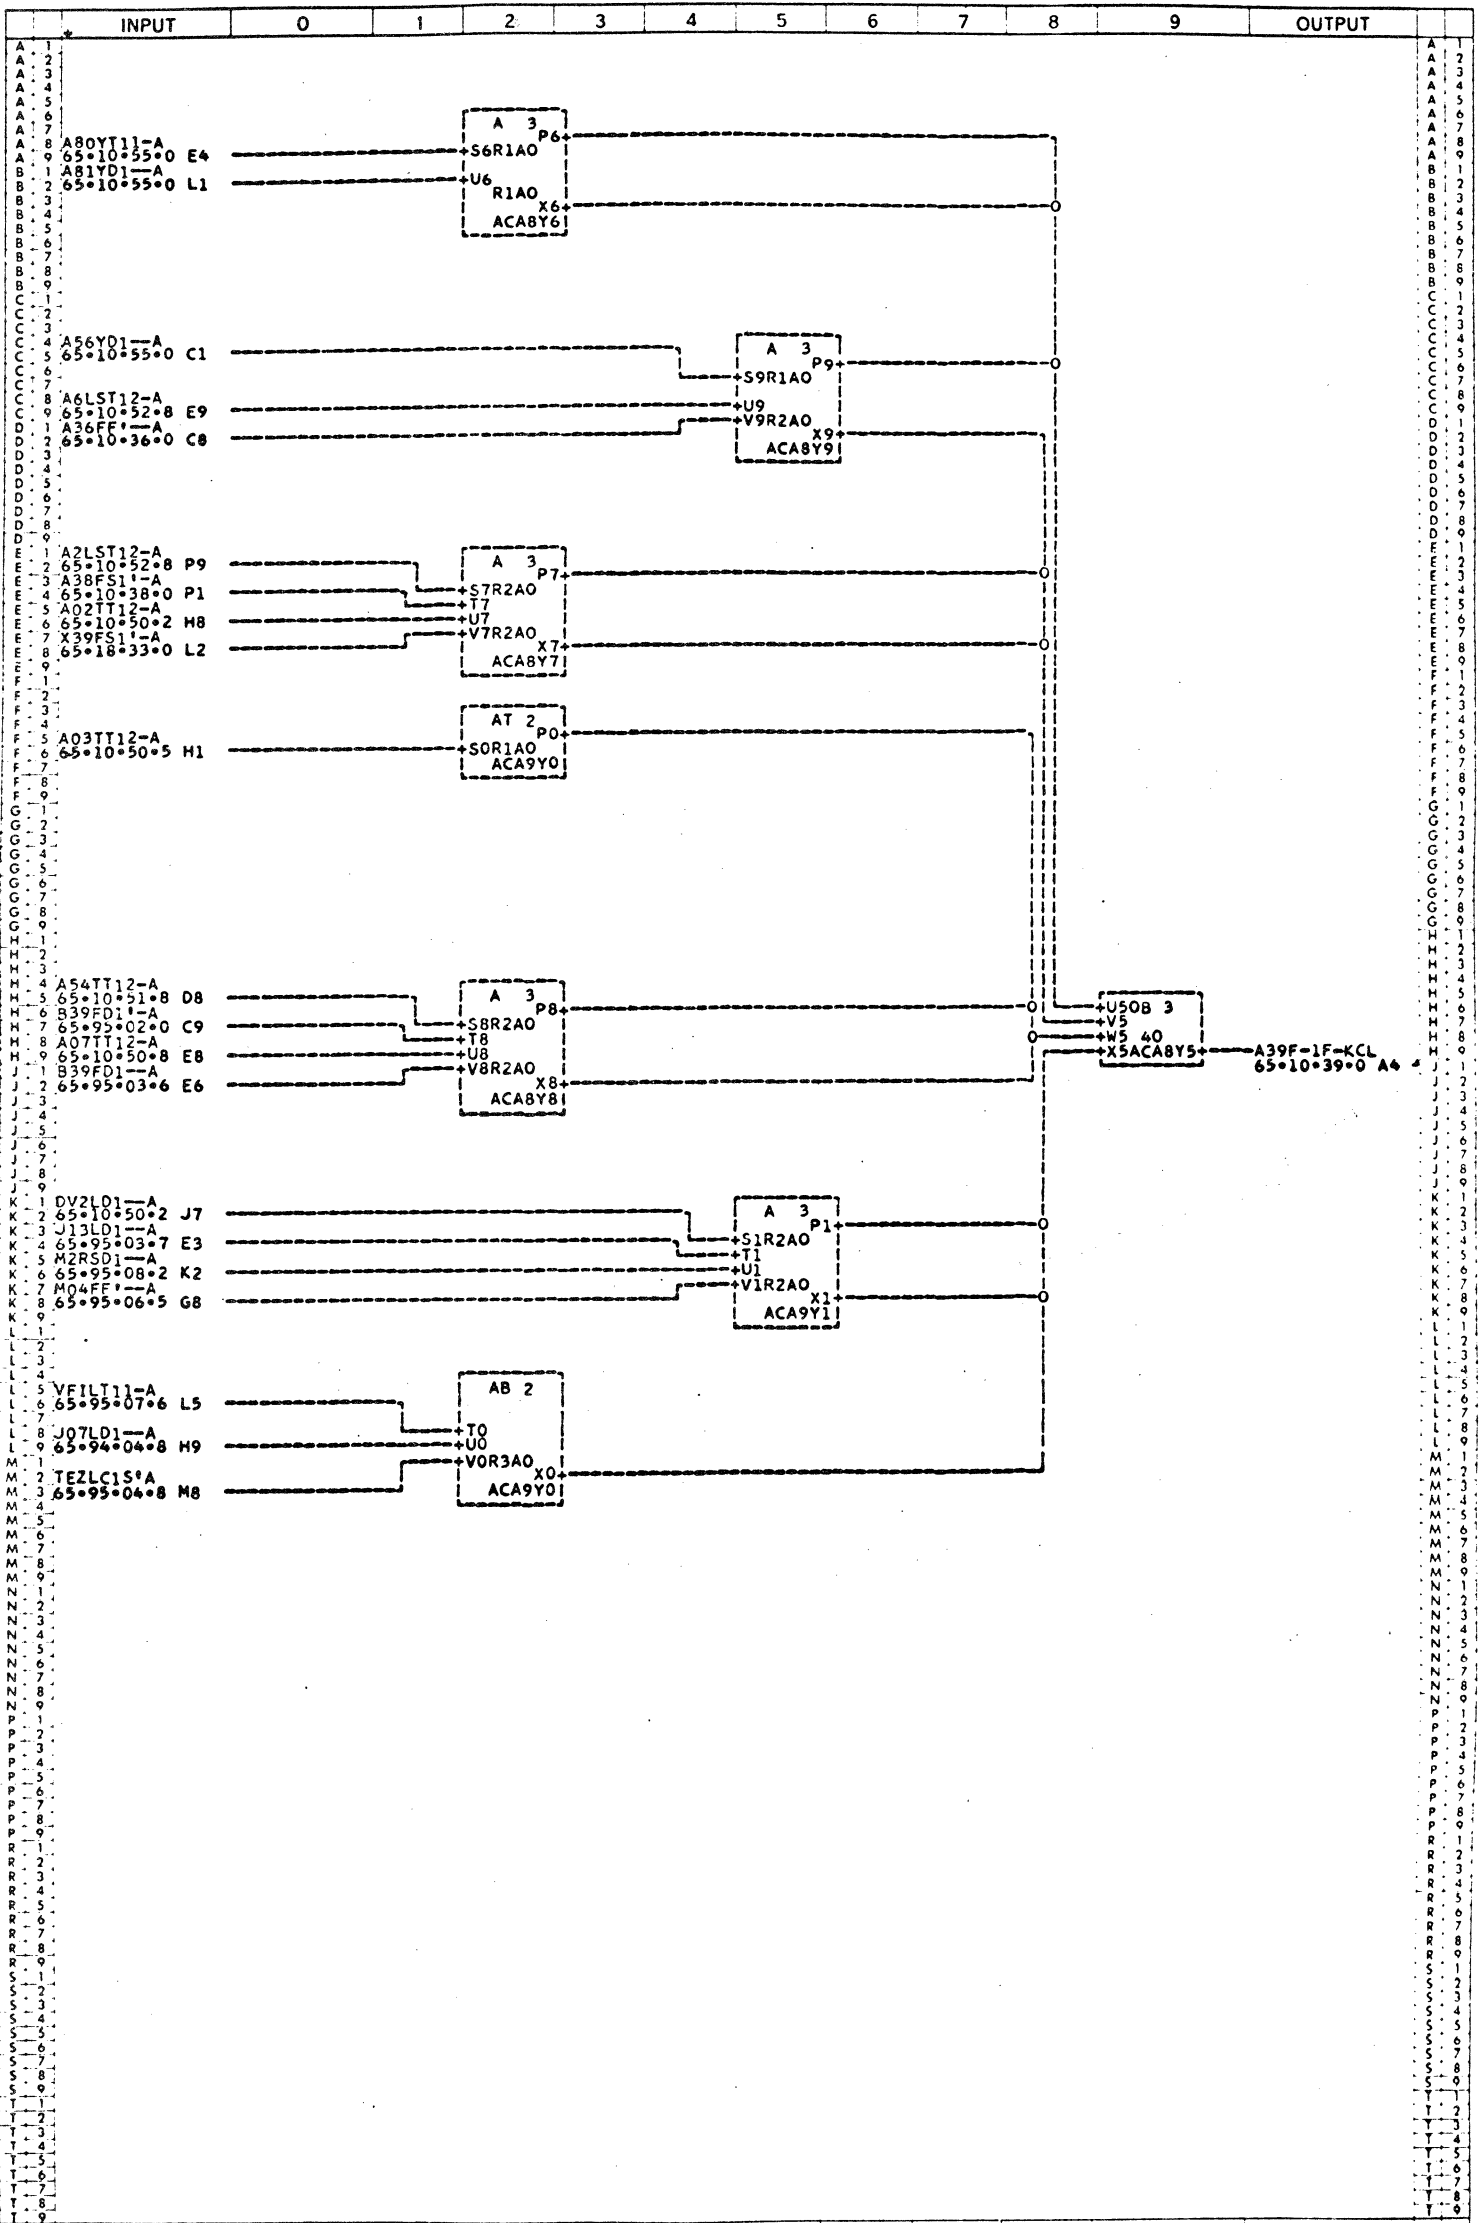 * INPUT 0 1 2 3 4 5 6 7 8 9 OUTPUT
A80YT11-A
65•10•55•0 E4
A81YD1--A
65•10•55•0 L1
A 3
P6
S6R1A0
U6
R1A0
X6
ACA8Y6
A56YD1--A
65•10•55•0 C1
A6LST12-A
65•10•52•8 E9
A36FF'--A
65•10•36•0 C8
A 3
P9
S9R1A0
U9
V9R2A0
X9
ACA8Y9
A2LST12-A
65•10•52•8 P9
A38FS1'-A
65•10•38•0 P1
A02TT12-A
65•10•50•2 H8
X39FS1'-A
65•18•33•0 L2
A 3
P7
S7R2A0
T7
U7
V7R2A0
X7
ACA8Y7
A03TT12-A
65•10•50•5 H1
AT 2
P0
S0R1A0
ACA9Y0
A54TT12-A
65•10•51•8 D8
B39FD1'-A
65•95•02•0 C9
A07TT12-A
65•10•50•8 E8
B39FD1--A
65•95•03•6 E6
A 3
P8
S8R2A0
T8
U8
V8R2A0
X8
ACA8Y8
U5OB 3
V5
W5 40
X5ACA8Y5
A39F-1F-KCL
65•10•39•0 A4
DV2LD1--A
65•10•50•2 J7
J13LD1--A
65•95•03•7 E3
M2RSD1--A
65•95•08•2 K2
M04FF'--A
65•95•06•5 G8
A 3
P1
S1R2A0
T1
U1
V1R2A0
X1
ACA9Y1
VFILT11-A
65•95•07•6 L5
J07LD1--A
65•94•04•8 H9
TEZLC1S'A
65•95•04•8 M8
AB 2
T0
U0
V0R3A0
X0
ACA9Y0